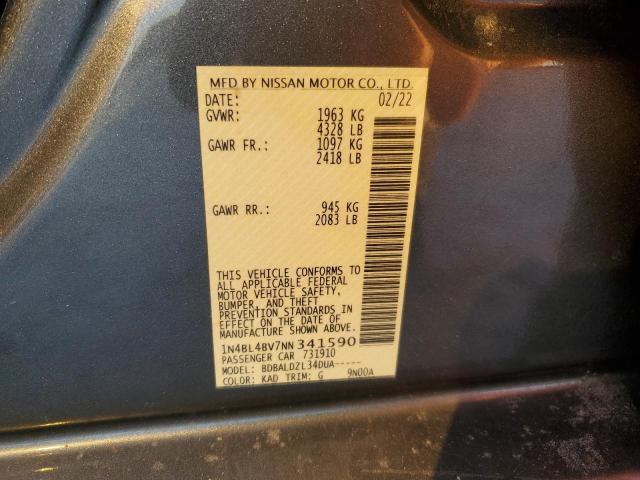 MFD BY NISSAN MOTOR CO., LTD.
DATE: 02/22
GVWR: 1963 KG
4328 LB
GAWR FR.: 1097 KG
2418 LB
GAWR RR.: 945 KG
2083 LB
THIS VEHICLE CONFORMS TO
ALL APPLICABLE FEDERAL
MOTOR VEHICLE SAFETY,
BUMPER, AND THEFT
PREVENTION STANDARDS IN
EFFECT ON THE DATE OF
MANUFACTURE SHOWN ABOVE.
1N4BL4BV7NN341590
PASSENGER CAR 731910
MODEL: BDBALDZL34DUA-----
COLOR: KAD TRIM: G 9N00A